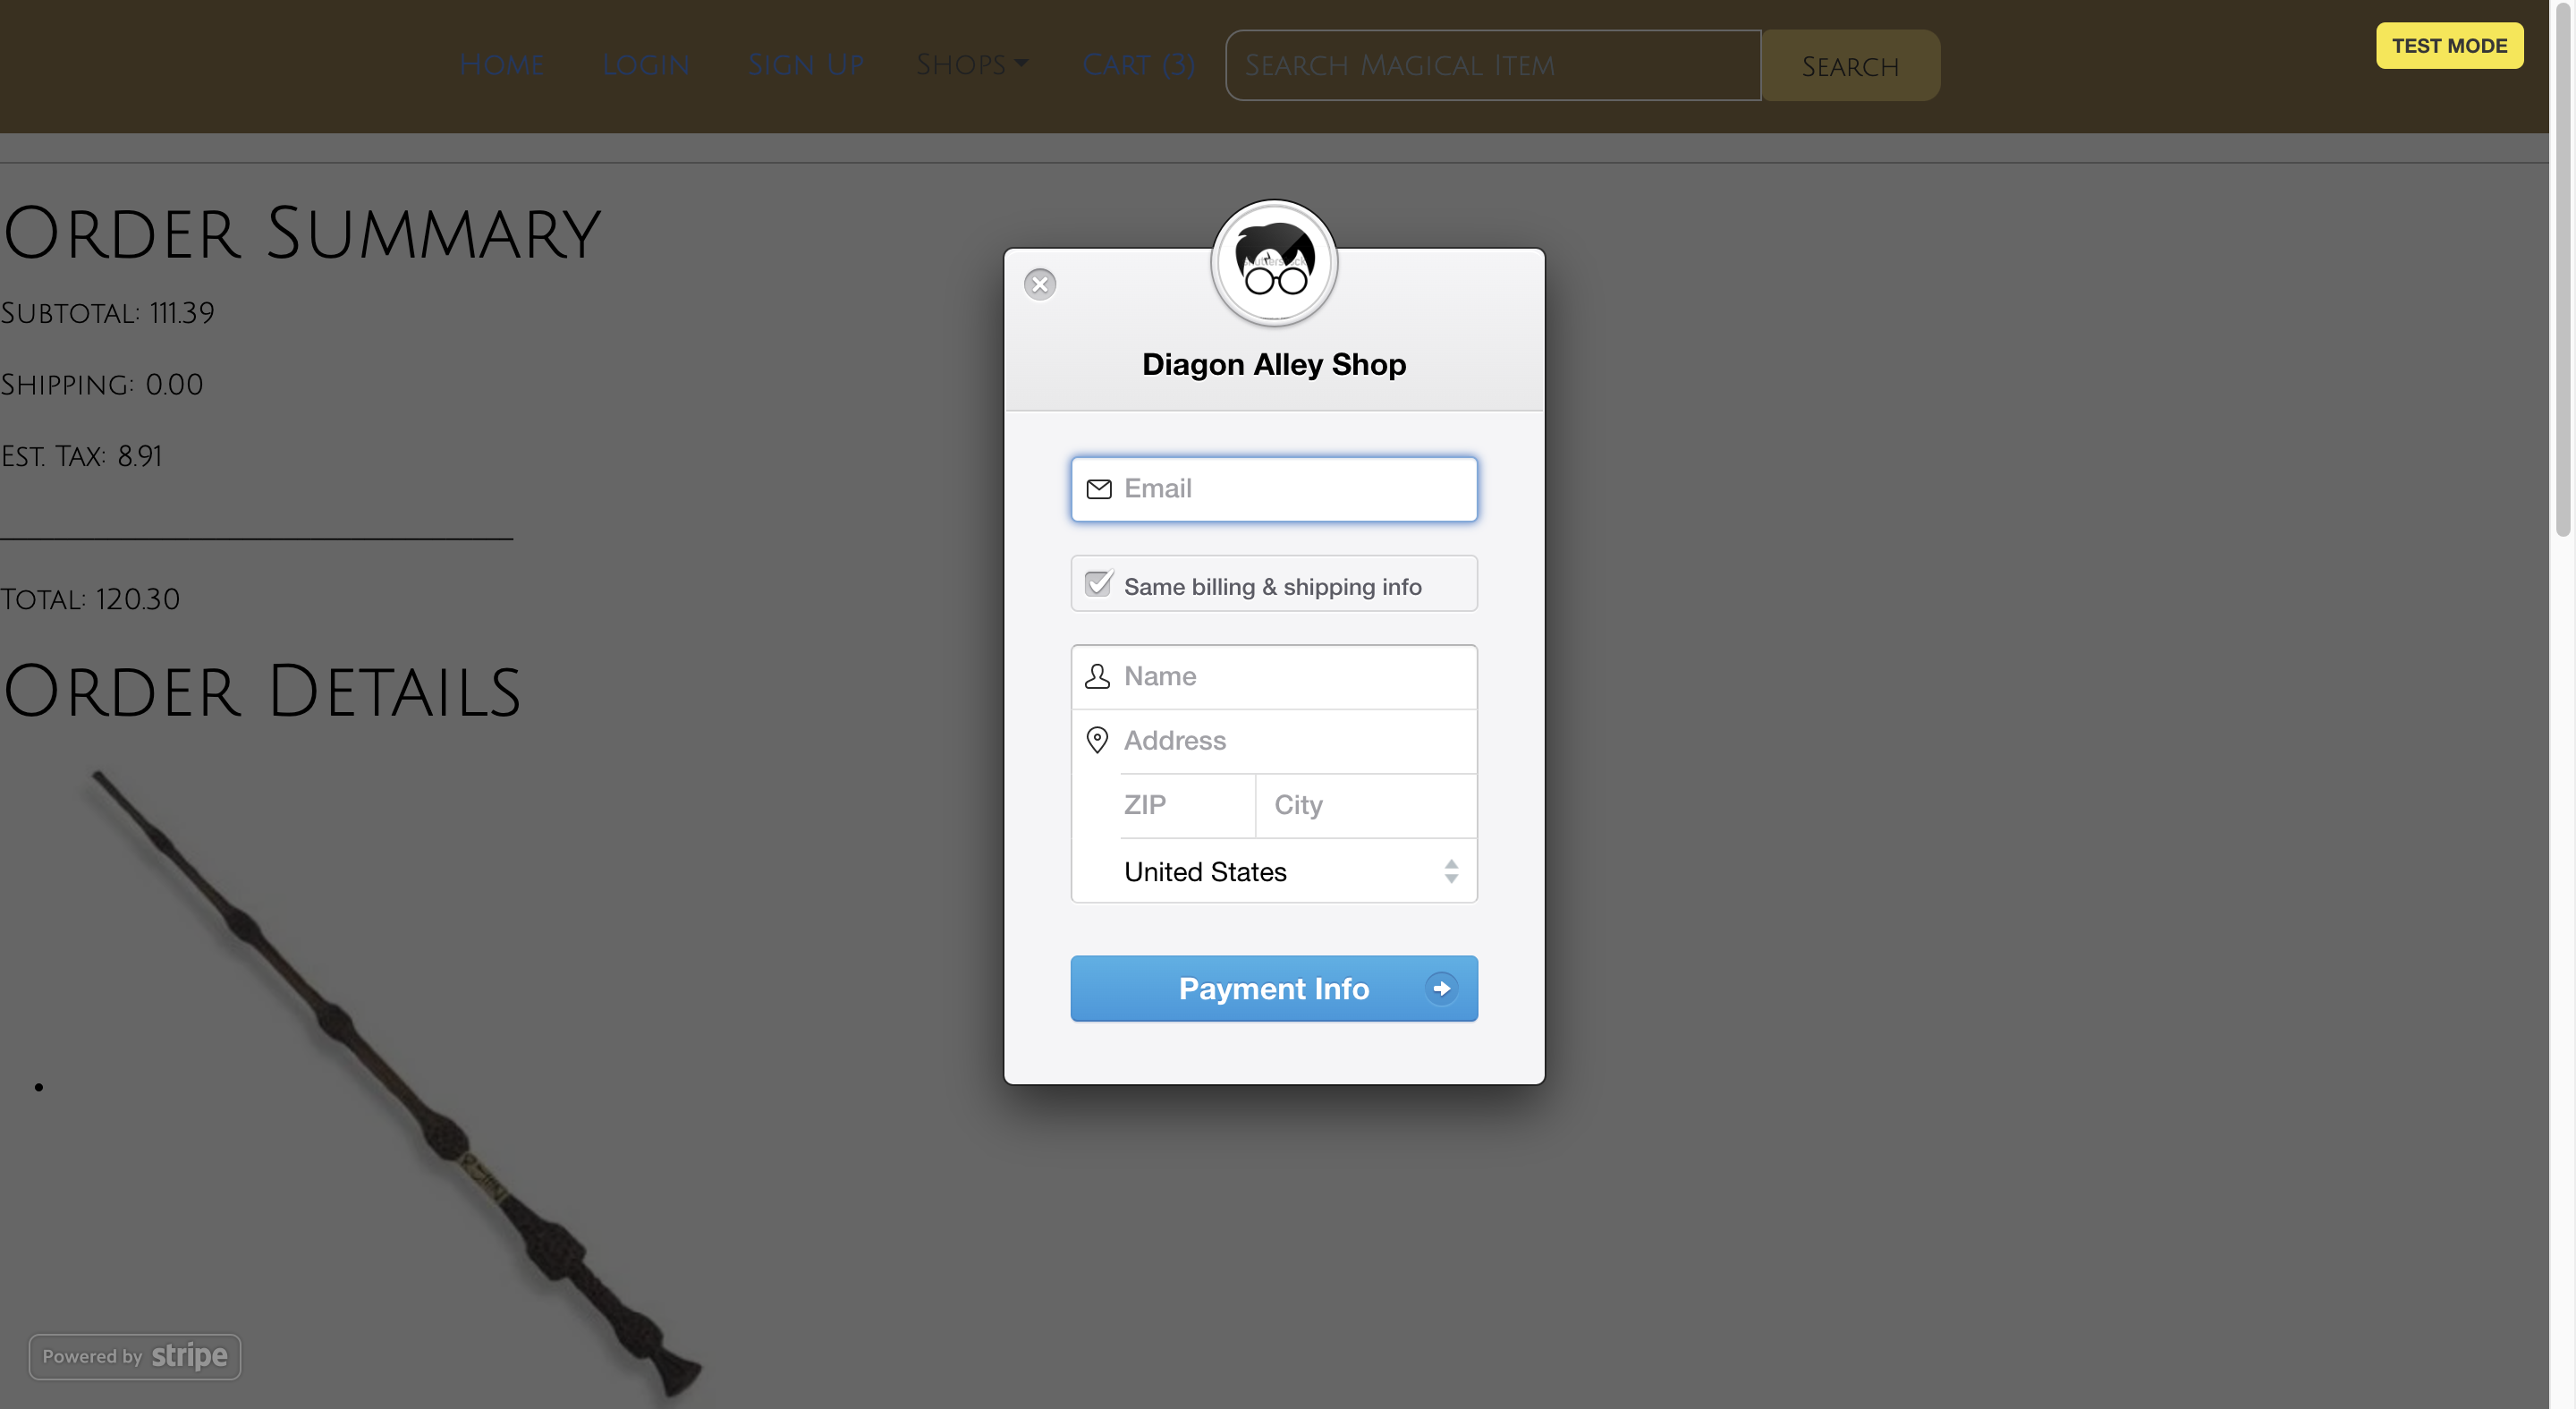 Home Login Sign Up Shops Cart (3) Search Magical Item Search
TEST MODE
Order Summary
Subtotal: 111.39
Shipping: 0.00
Est. Tax: 8.91
Total: 120.30
Order Details
Diagon Alley Shop
Email
Same billing & shipping info
Name
Address
ZIP City
United States
Payment Info
Powered by stripe